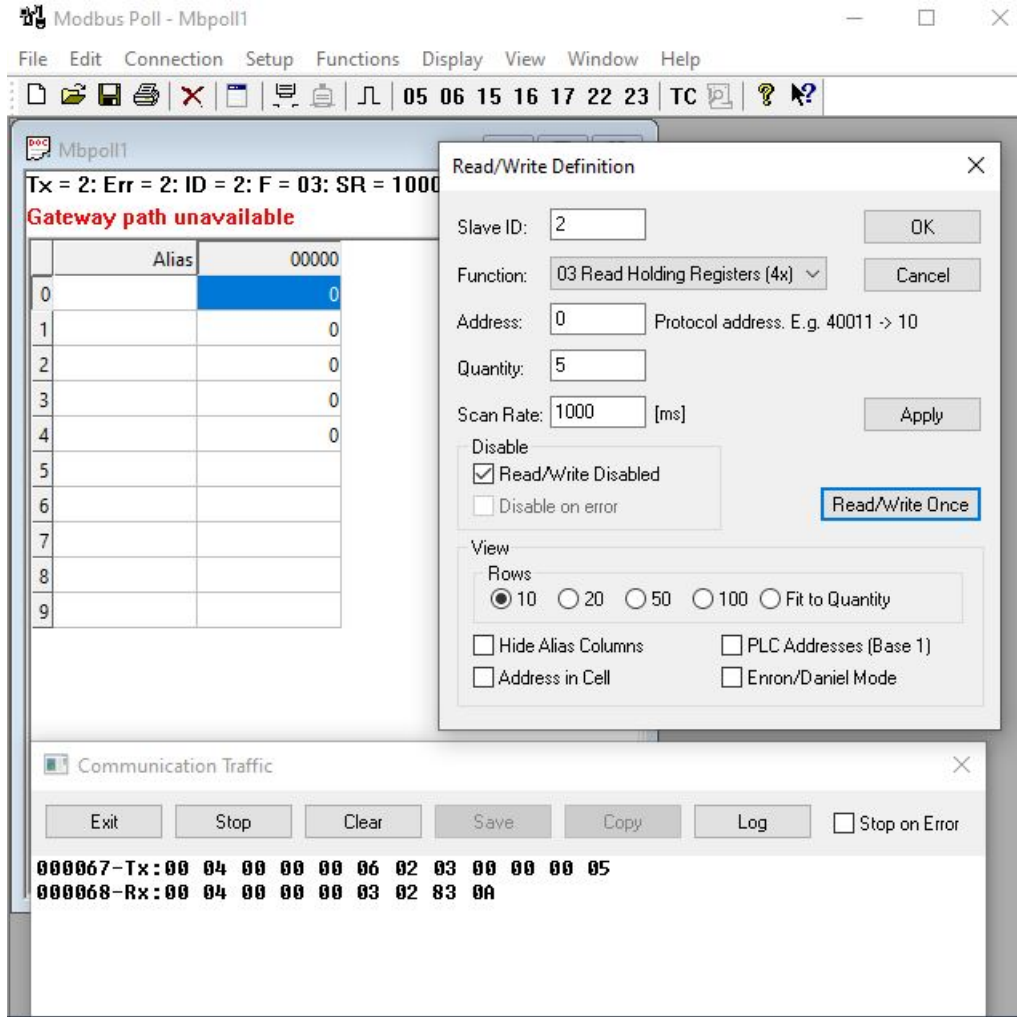 Modbus Poll - Mbpoll1
File Edit Connection Setup Functions Display View Window Help
05 06 15 16 17 22 23 TC
Mbpoll1
Tx = 2: Err = 2: ID = 2: F = 03: SR = 1000
Gateway path unavailable
Alias 00000
0 0
1 0
2 0
3 0
4 0
5
6
7
8
9
Read/Write Definition
Slave ID: 2 OK
Function: 03 Read Holding Registers (4x) Cancel
Address: 0 Protocol address. E.g. 40011 -> 10
Quantity: 5
Scan Rate: 1000 [ms] Apply
Disable
Read/Write Disabled
Disable on error Read/Write Once
View
Rows
10 20 50 100 Fit to Quantity
Hide Alias Columns PLC Addresses (Base 1)
Address in Cell Enron/Daniel Mode
Communication Traffic
Exit Stop Clear Save Copy Log Stop on Error
000067-Tx:00 04 00 00 00 06 02 03 00 00 00 05
000068-Rx:00 04 00 00 00 03 02 83 0A